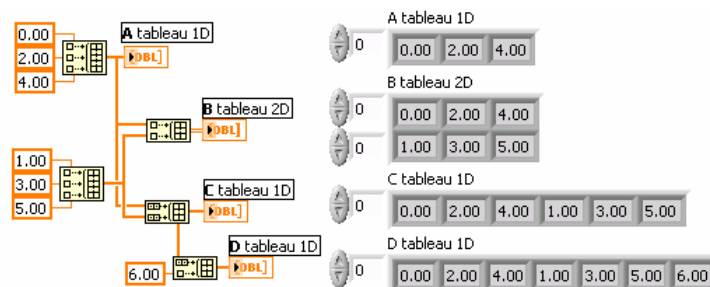 0.00
2.00
4.00
A tableau 1D
DBL]
B tableau 2D
DBL]
1.00
3.00
5.00
C tableau 1D
DBL]
6.00
D tableau 1D
DBL]
A tableau 1D
0 0.00 2.00 4.00
B tableau 2D
0 0.00 2.00 4.00
0 1.00 3.00 5.00
C tableau 1D
0 0.00 2.00 4.00 1.00 3.00 5.00
D tableau 1D
0 0.00 2.00 4.00 1.00 3.00 5.00 6.00